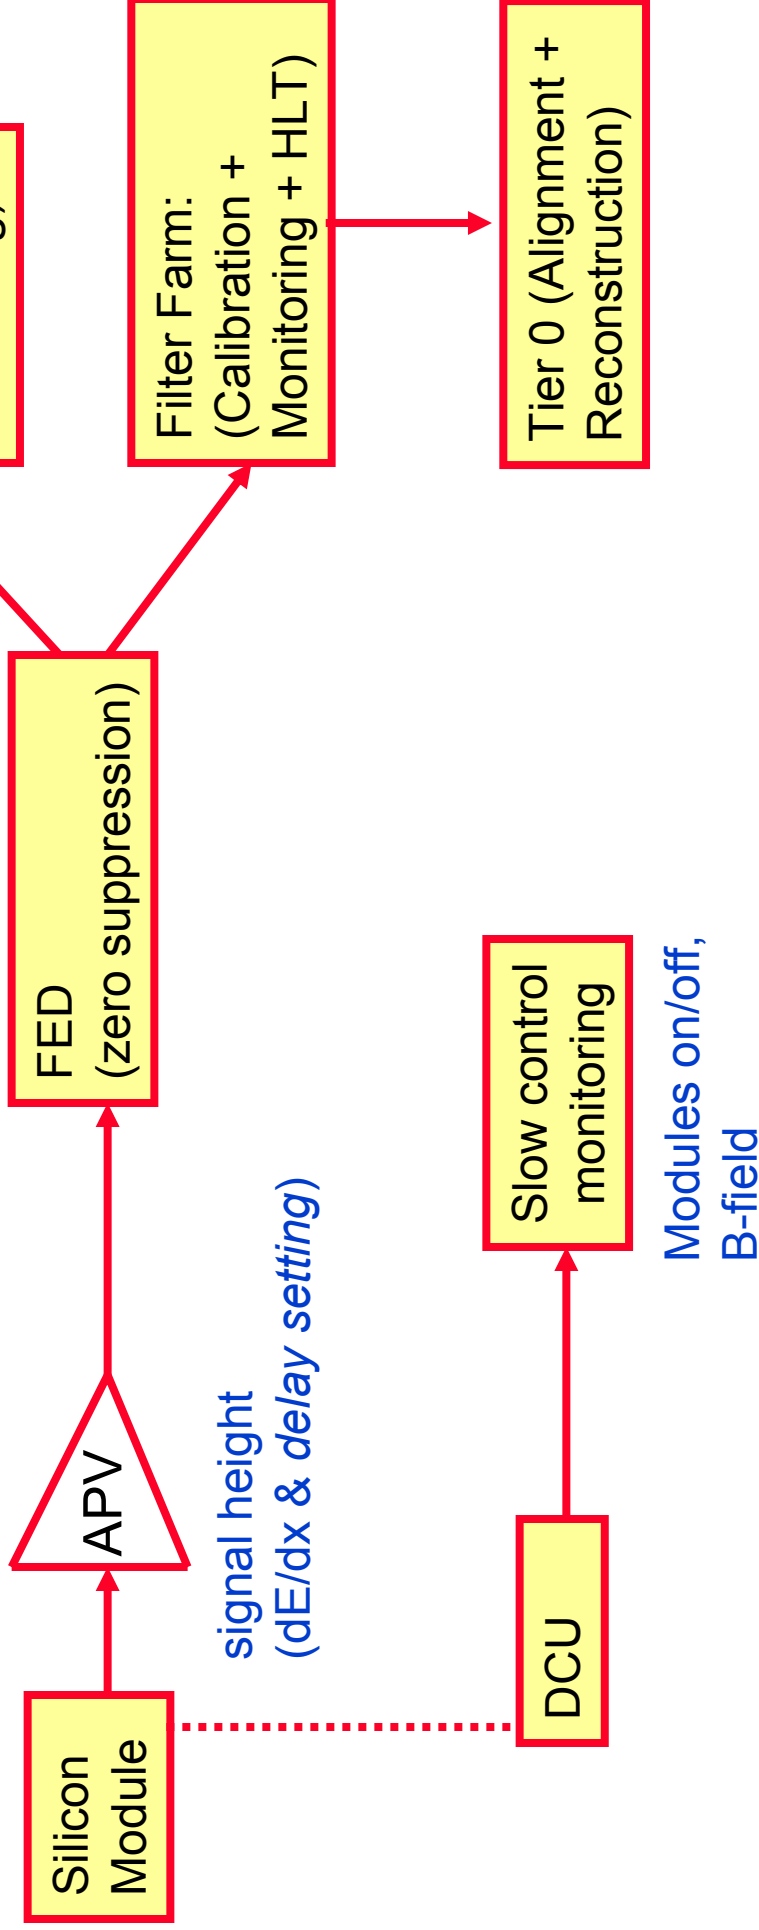 Silicon
Module
APV
signal height
(dE/dx & delay setting)
FED
(zero suppression)
Filter Farm:
(Calibration +
Monitoring + HLT)
Tier 0 (Alignment +
Reconstruction)
DCU
Slow control
monitoring
Modules on/off,
B-field